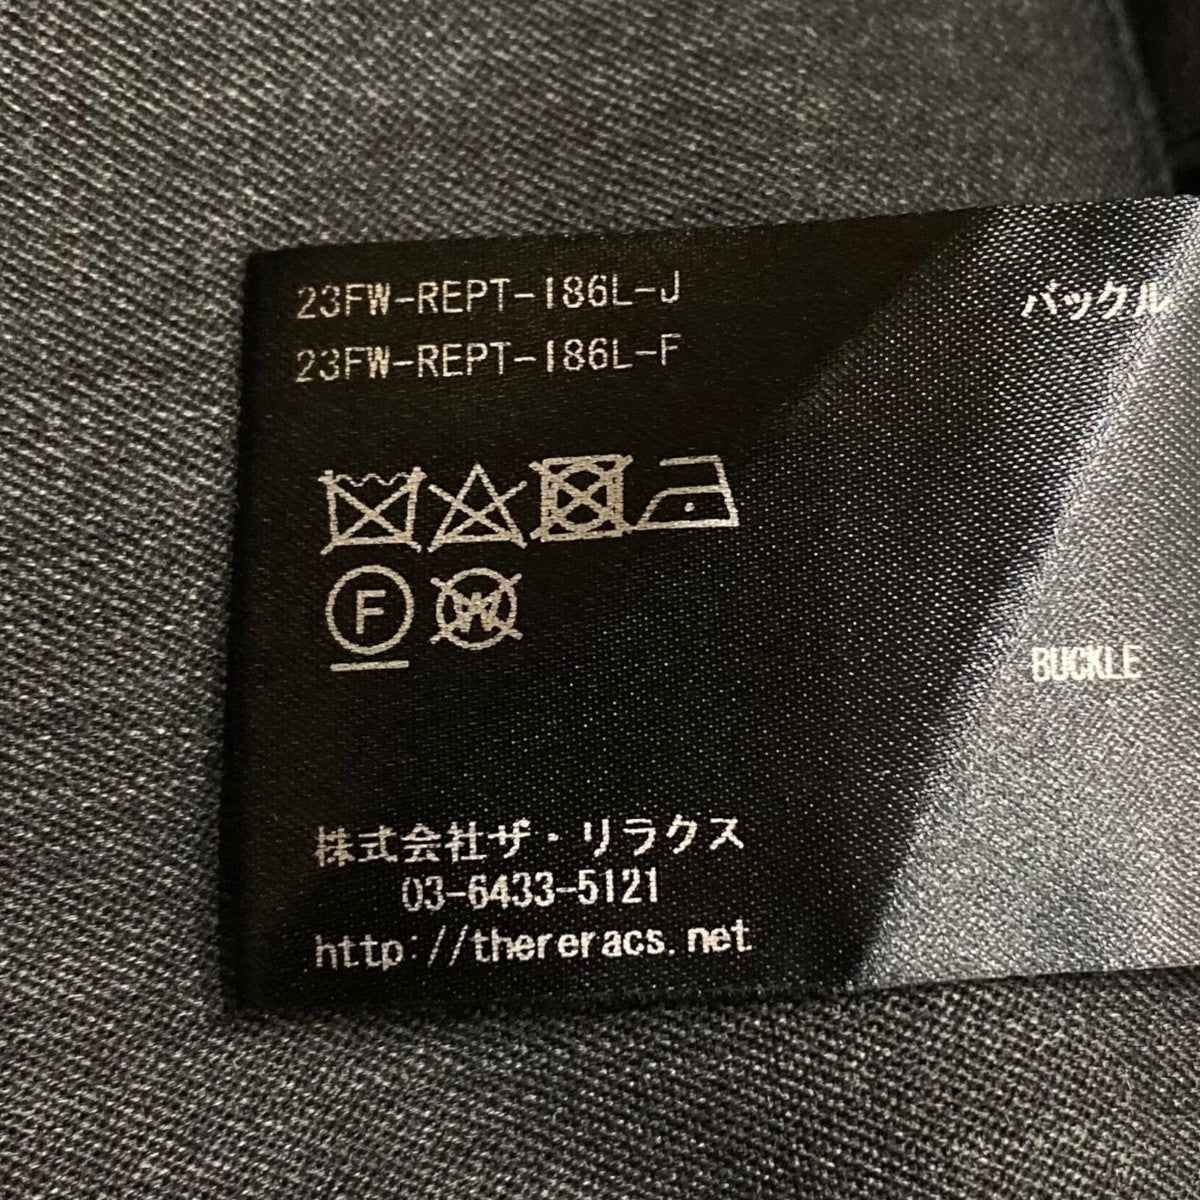 23FW-REPT-186L-J
23FW-REPT-186L-F
バックル
F
W
BUCKLE
株式会社ザ・リラクス
03-6433-5121
http://thereracs.net